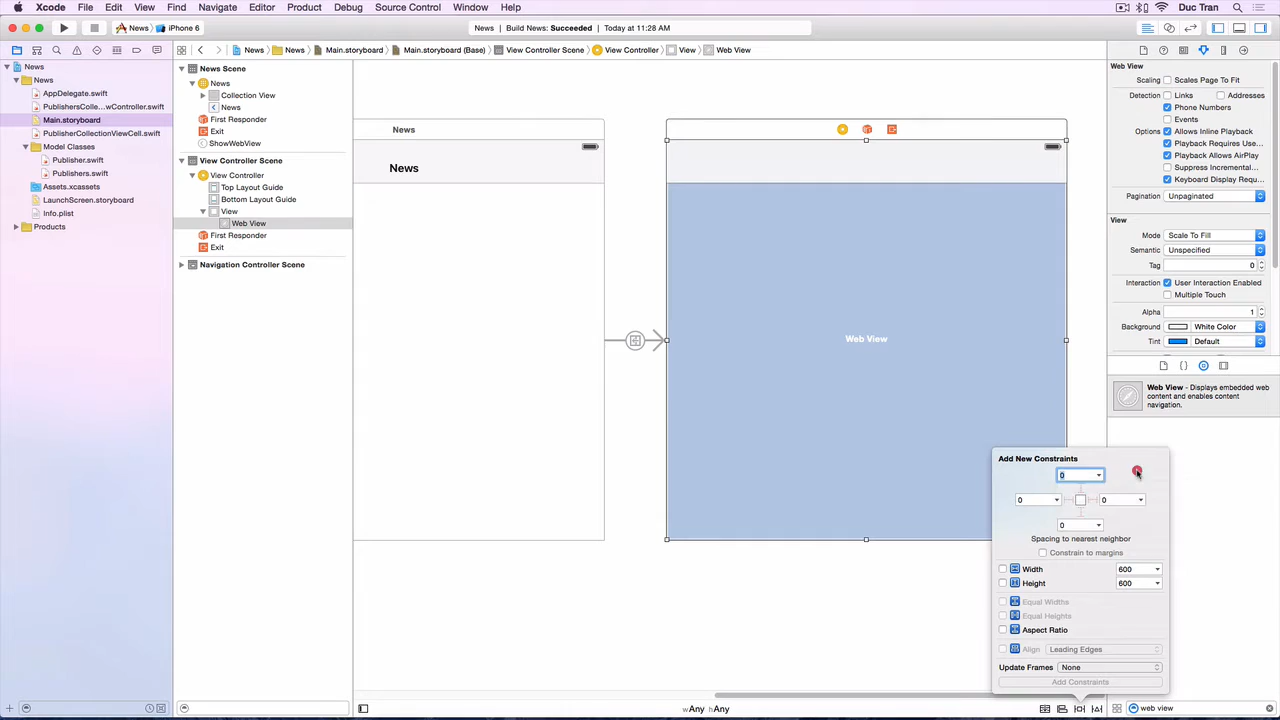 Xcode File Edit View Find Navigate Editor Product Debug Source Control Window Help Duc Tran
News iPhone 6 News | Build News: Succeeded | Today at 11:28 AM
News News Main.storyboard Main.storyboard (Base) View Controller Scene View Controller View Web View
News
News
AppDelegate.swift
PublishersColle...wController.swift
Main.storyboard
PublisherCollectionViewCell.swift
Model Classes
Publisher.swift
Publishers.swift
Assets.xcassets
LaunchScreen.storyboard
Info.plist
Products
News Scene
News
Collection View
News
First Responder
Exit
ShowWebView
View Controller Scene
View Controller
Top Layout Guide
Bottom Layout Guide
View
Web View
First Responder
Exit
Navigation Controller Scene
News
News
Web View
Web View
Scaling Scales Page To Fit
Detection Links Addresses
Phone Numbers
Events
Options Allows Inline Playback
Playback Requires Use...
Playback Allows AirPlay
Suppress Incremental...
Keyboard Display Requ...
Pagination Unpaginated
View
Mode Scale To Fill
Semantic Unspecified
Tag 0
Interaction User Interaction Enabled
Multiple Touch
Alpha 1
Background White Color
Tint Default
Web View - Displays embedded web
content and enables content
navigation.
Add New Constraints
0
0 0
0
Spacing to nearest neighbor
Constrain to margins
Width 600
Height 600
Equal Widths
Equal Heights
Aspect Ratio
Align Leading Edges
Update Frames None
Add Constraints
wAny hAny
web view